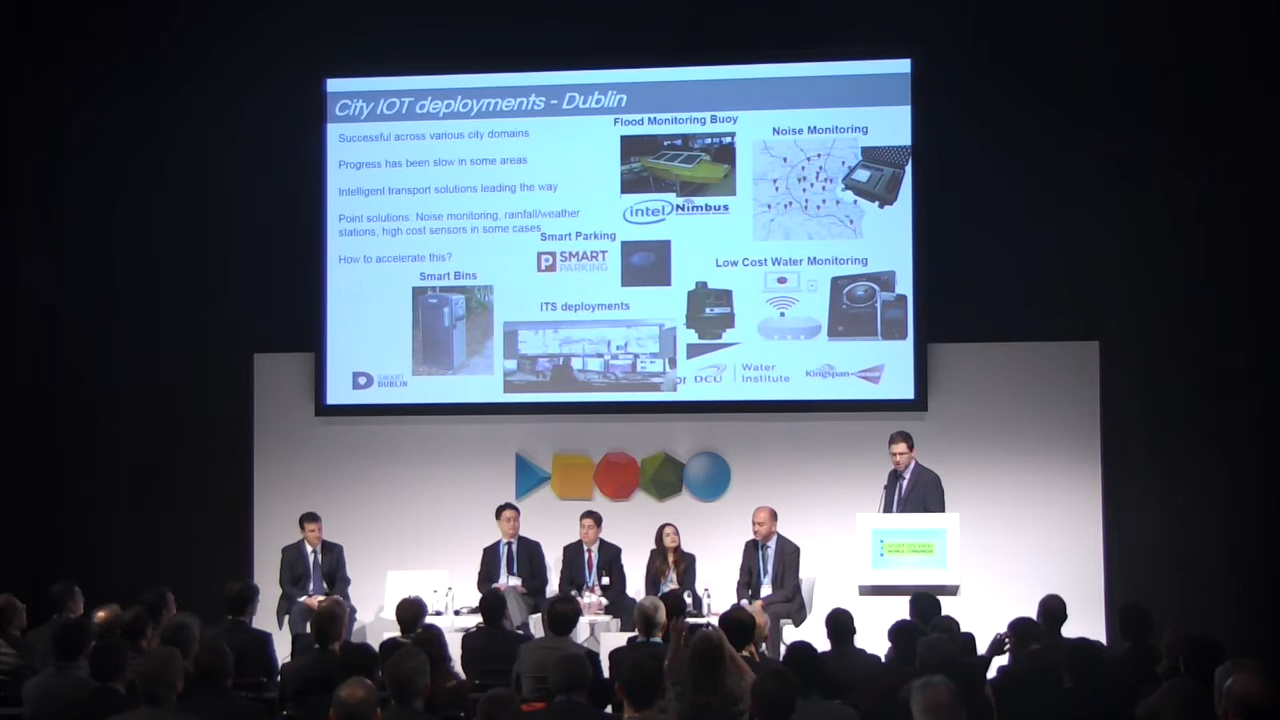 City IOT deployments - Dublin
Successful across various city domains
Progress has been slow in some areas
Intelligent transport solutions leading the way
Point solutions: Noise monitoring, rainfall/weather
stations, high cost sensors in some cases
How to accelerate this?
Flood Monitoring Buoy
intel
Nimbus
Noise Monitoring
Smart Parking
P SMART
PARKING
Low Cost Water Monitoring
Smart Bins
ITS deployments
D SMART
DUBLIN
or
DCU
Water
Institute
Kingspan